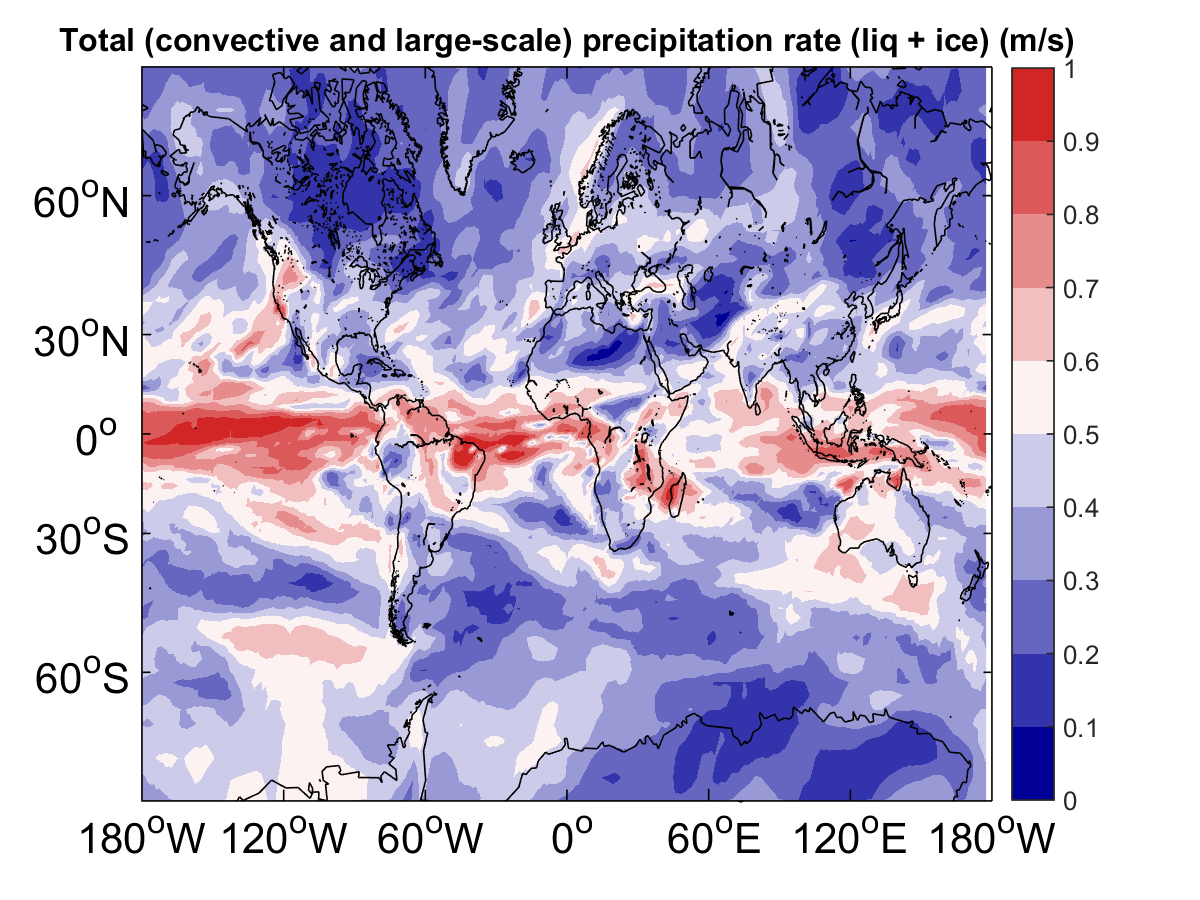 Total (convective and large-scale) precipitation rate (liq + ice) (m/s)
1
0.9
0.8
0.7
0.6
0.5
0.4
0.3
0.2
0.1
0
60°N
30°N
0°
30°S
60°S
180°W 120°W 60°W 0° 60°E 120°E 180°W